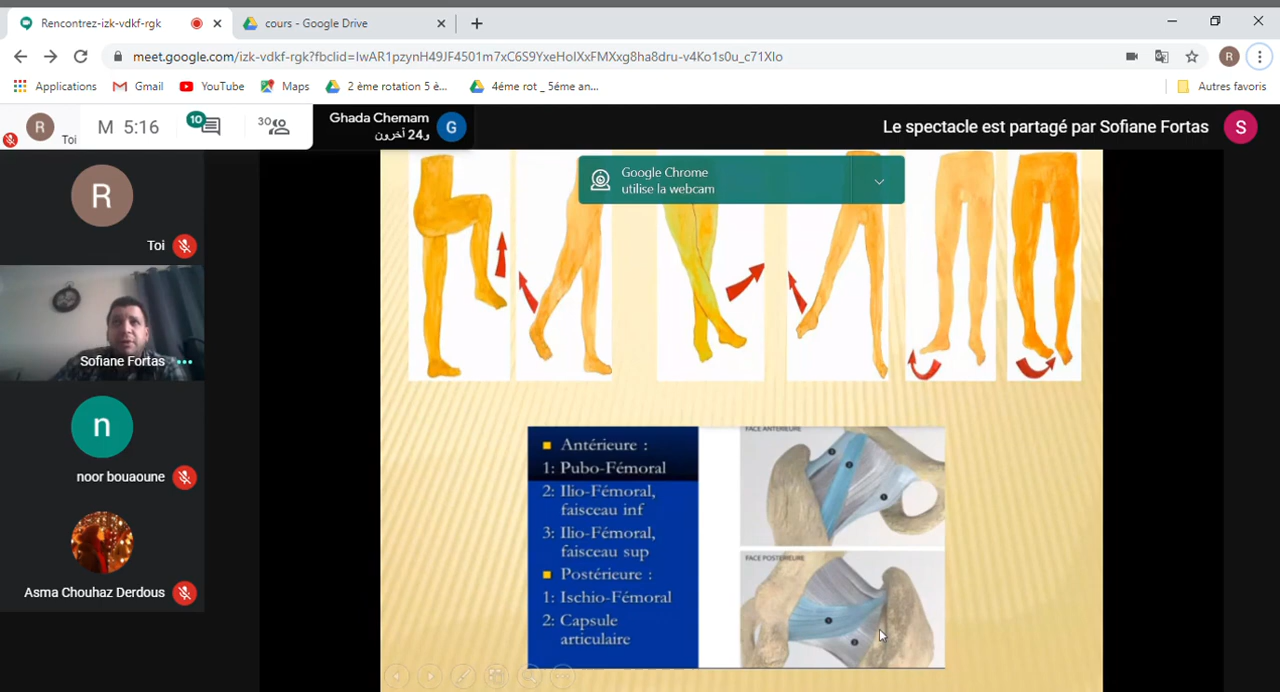 Rencontrez-izk-vdkf-rgk
cours - Google Drive
meet.google.com/izk-vdkf-rgk?fbclid=IwAR1pzynH49JF4501m7xC6S9YxeHoIXxFMXxg8ha8dru-v4Ko1s0u_c71XIo
R
Applications
Gmail
YouTube
Maps
2 ème rotation 5 è...
4éme rot _ 5éme an...
Autres favoris
R
Toi
M 5:16
10
30
Ghada Chemam
و24 آخرون
G
Le spectacle est partagé par Sofiane Fortas
S
Google Chrome
utilise la webcam
R
Toi
Sofiane Fortas
n
noor bouaoune
Asma Chouhaz Derdous
Antérieure :
1: Pubo-Fémoral
2: Ilio-Fémoral,
faisceau inf
3: Ilio-Fémoral,
faisceau sup
Postérieure :
1: Ischio-Fémoral
2: Capsule
articulaire
FACE ANTERIEURE
FACE POSTERIEURE